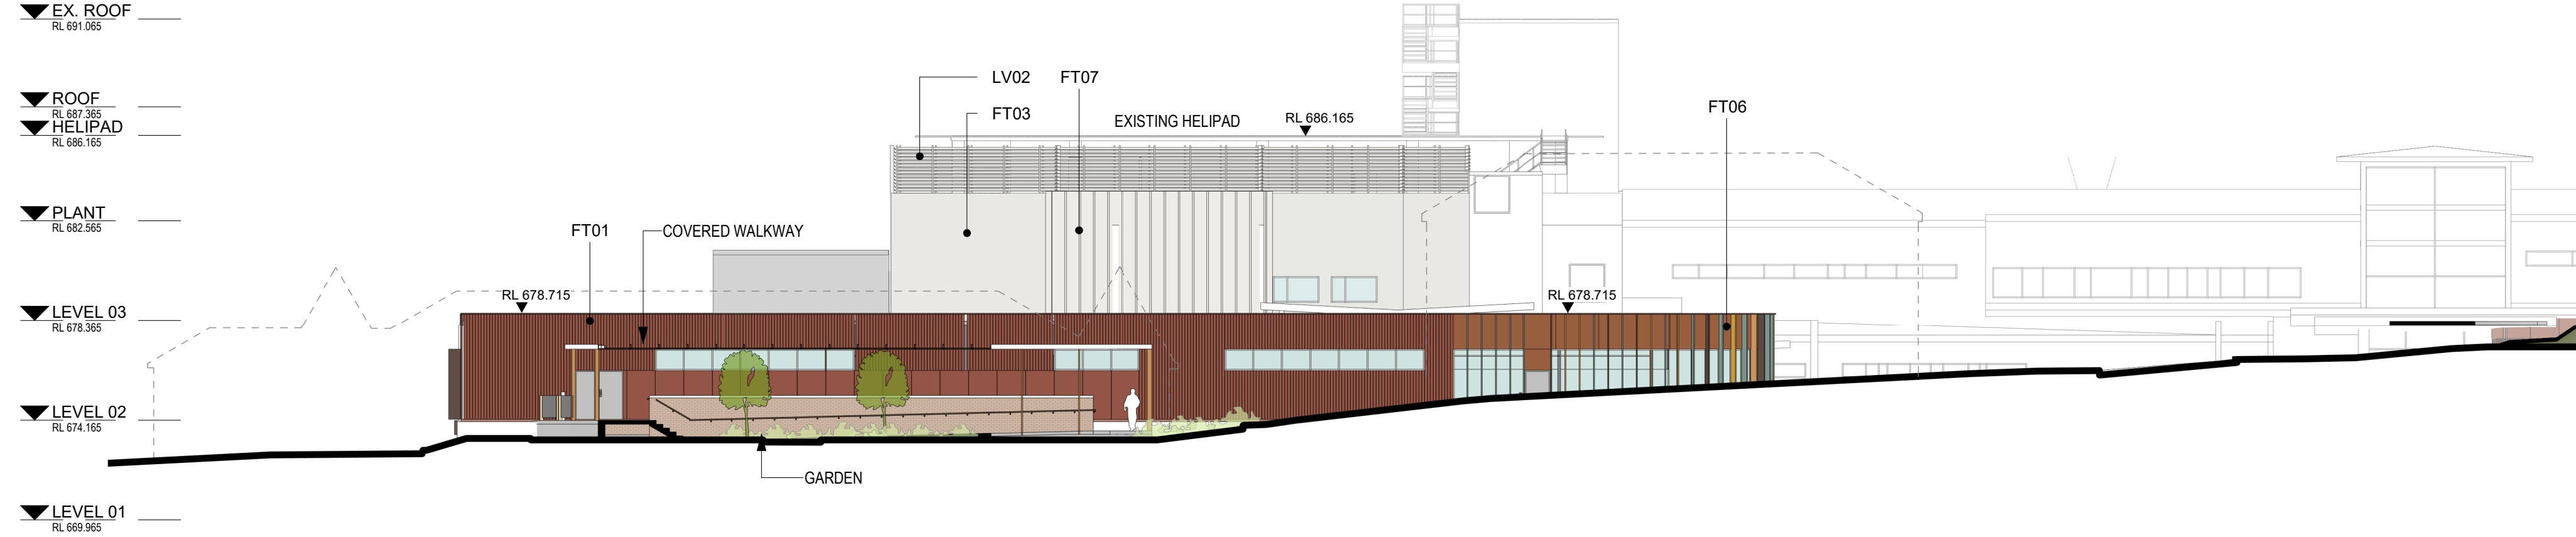 EX. ROOF
RL 691.065
ROOF
RL 687.365
HELIPAD
RL 686.165
PLANT
RL 682.565
LEVEL 03
RL 678.365
LEVEL 02
RL 674.165
LEVEL 01
RL 669.965
LV02
FT07
FT03
EXISTING HELIPAD
RL 686.165
FT06
FT01
COVERED WALKWAY
RL 678.715
RL 678.715
GARDEN